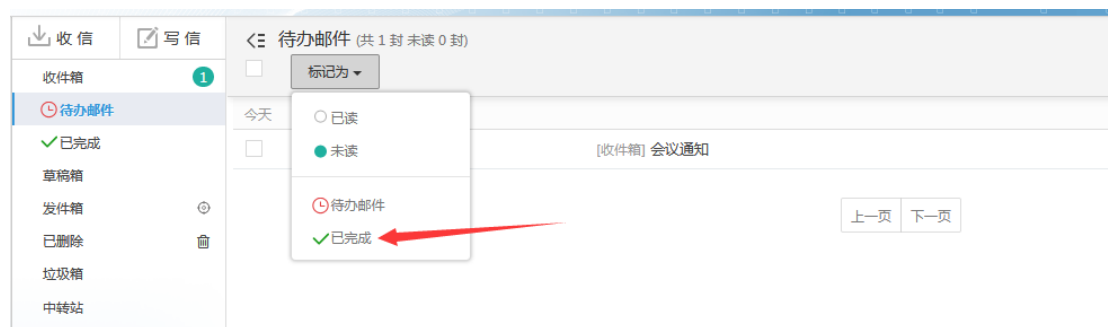 收信
写信
收件箱 1
待办邮件
已完成
草稿箱
发件箱
已删除
垃圾箱
中转站
待办邮件 (共 1 封 未读 0 封)
标记为
今天
已读
未读
待办邮件
已完成
[收件箱] 会议通知
上一页 下一页